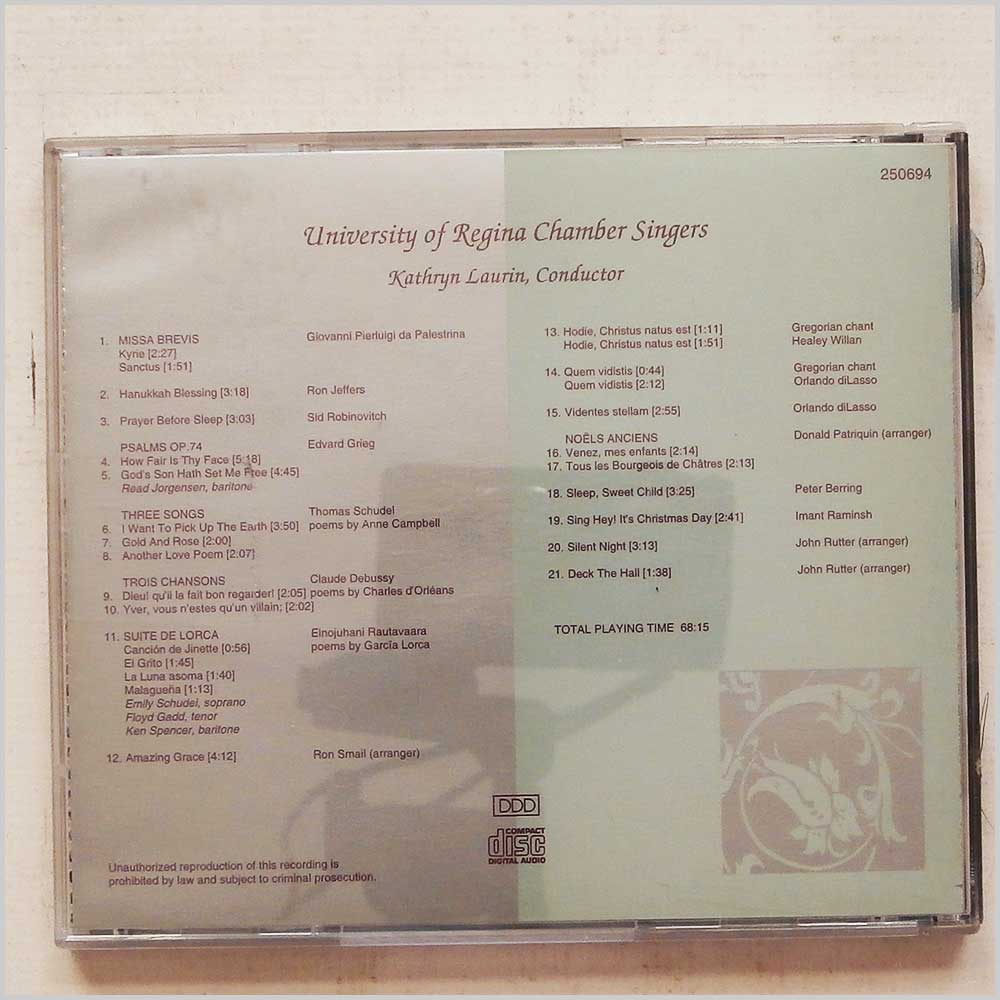 250694
University of Regina Chamber Singers
Kathryn Laurin, Conductor
1. MISSA BREVIS Giovanni Pierluigi da Palestrina
Kyrie [2:27]
Sanctus [1:51]
2. Hanukkah Blessing [3:18] Ron Jeffers
3. Prayer Before Sleep [3:03] Sid Robinovitch
PSALMS OP.74 Edvard Grieg
4. How Fair Is Thy Face [5:18]
5. God's Son Hath Set Me Free [4:45]
Read Jorgensen, baritone
THREE SONGS Thomas Schudel
6. I Want To Pick Up The Earth [3:50] poems by Anne Campbell
7. Gold And Rose [2:00]
8. Another Love Poem [2:07]
TROIS CHANSONS Claude Debussy
9. Dieu! qu'il la fait bon regarder! [2:05] poems by Charles d'Orléans
10. Yver, vous n'estes qu'un villain; [2:02]
11. SUITE DE LORCA Einojuhani Rautavaara
Canción de Jinette [0:56] poems by García Lorca
El Grito [1:45]
La Luna asoma [1:40]
Malagueña [1:13]
Emily Schudel, soprano
Floyd Gadd, tenor
Ken Spencer, baritone
12. Amazing Grace [4:12] Ron Smail (arranger)
13. Hodie, Christus natus est [1:11] Gregorian chant
Hodie, Christus natus est [1:51] Healey Willan
14. Quem vidistis [0:44] Gregorian chant
Quem vidistis [2:12] Orlando diLasso
15. Videntes stellam [2:55] Orlando diLasso
NOËLS ANCIENS Donald Patriquin (arranger)
16. Venez, mes enfants [2:14]
17. Tous les Bourgeois de Châtres [2:13]
18. Sleep, Sweet Child [3:25] Peter Berring
19. Sing Hey! It's Christmas Day [2:41] Imant Raminsh
20. Silent Night [3:13] John Rutter (arranger)
21. Deck The Hall [1:38] John Rutter (arranger)
TOTAL PLAYING TIME 68:15
DDD
COMPACT
disc
DIGITAL AUDIO
Unauthorized reproduction of this recording is
prohibited by law and subject to criminal prosecution.